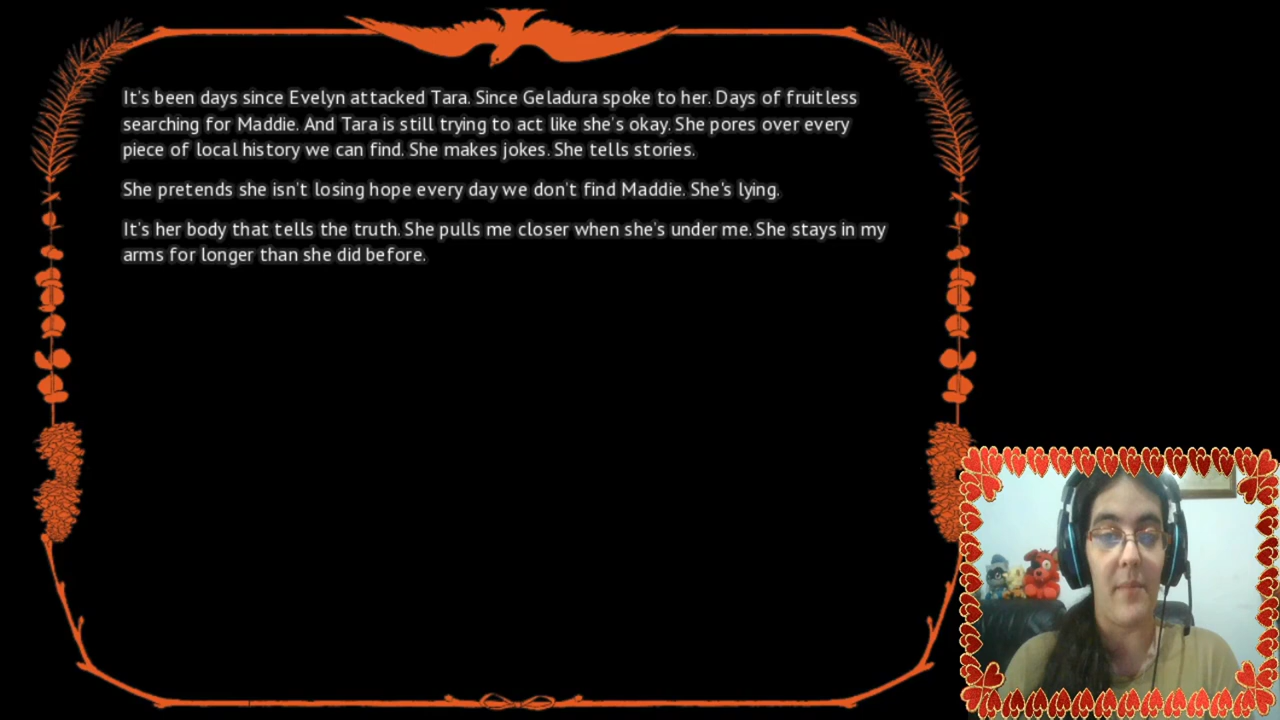 It's been days since Evelyn attacked Tara. Since Geladura spoke to her. Days of fruitless
searching for Maddie. And Tara is still trying to act like she's okay. She pores over every
piece of local history we can find. She makes jokes. She tells stories.
She pretends she isn't losing hope every day we don't find Maddie. She's lying.
It's her body that tells the truth. She pulls me closer when she's under me. She stays in my
arms for longer than she did before.